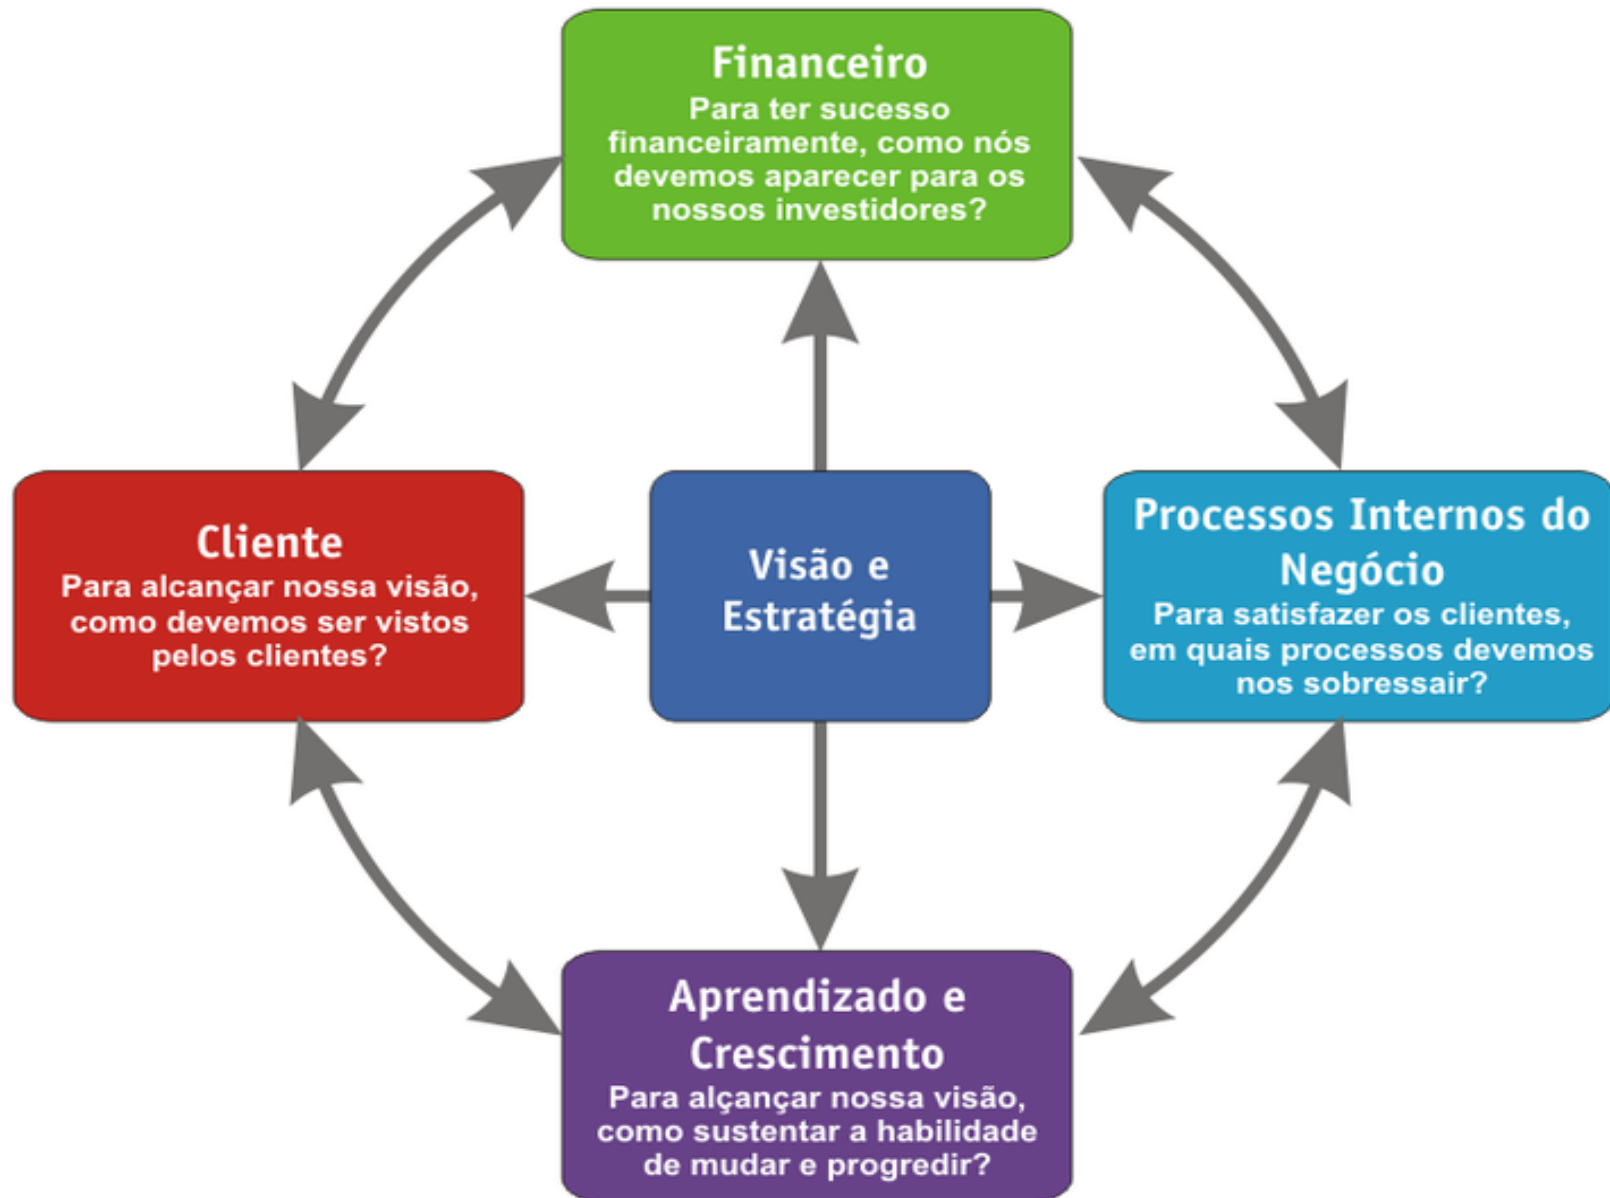 Financeiro
Para ter sucesso
financeiramente, como nós
devemos aparecer para os
nossos investidores?
Cliente
Para alcançar nossa visão,
como devemos ser vistos
pelos clientes?
Visão e
Estratégia
Processos Internos do
Negócio
Para satisfazer os clientes,
em quais processos devemos
nos sobressair?
Aprendizado e
Crescimento
Para alçançar nossa visão,
como sustentar a habilidade
de mudar e progredir?